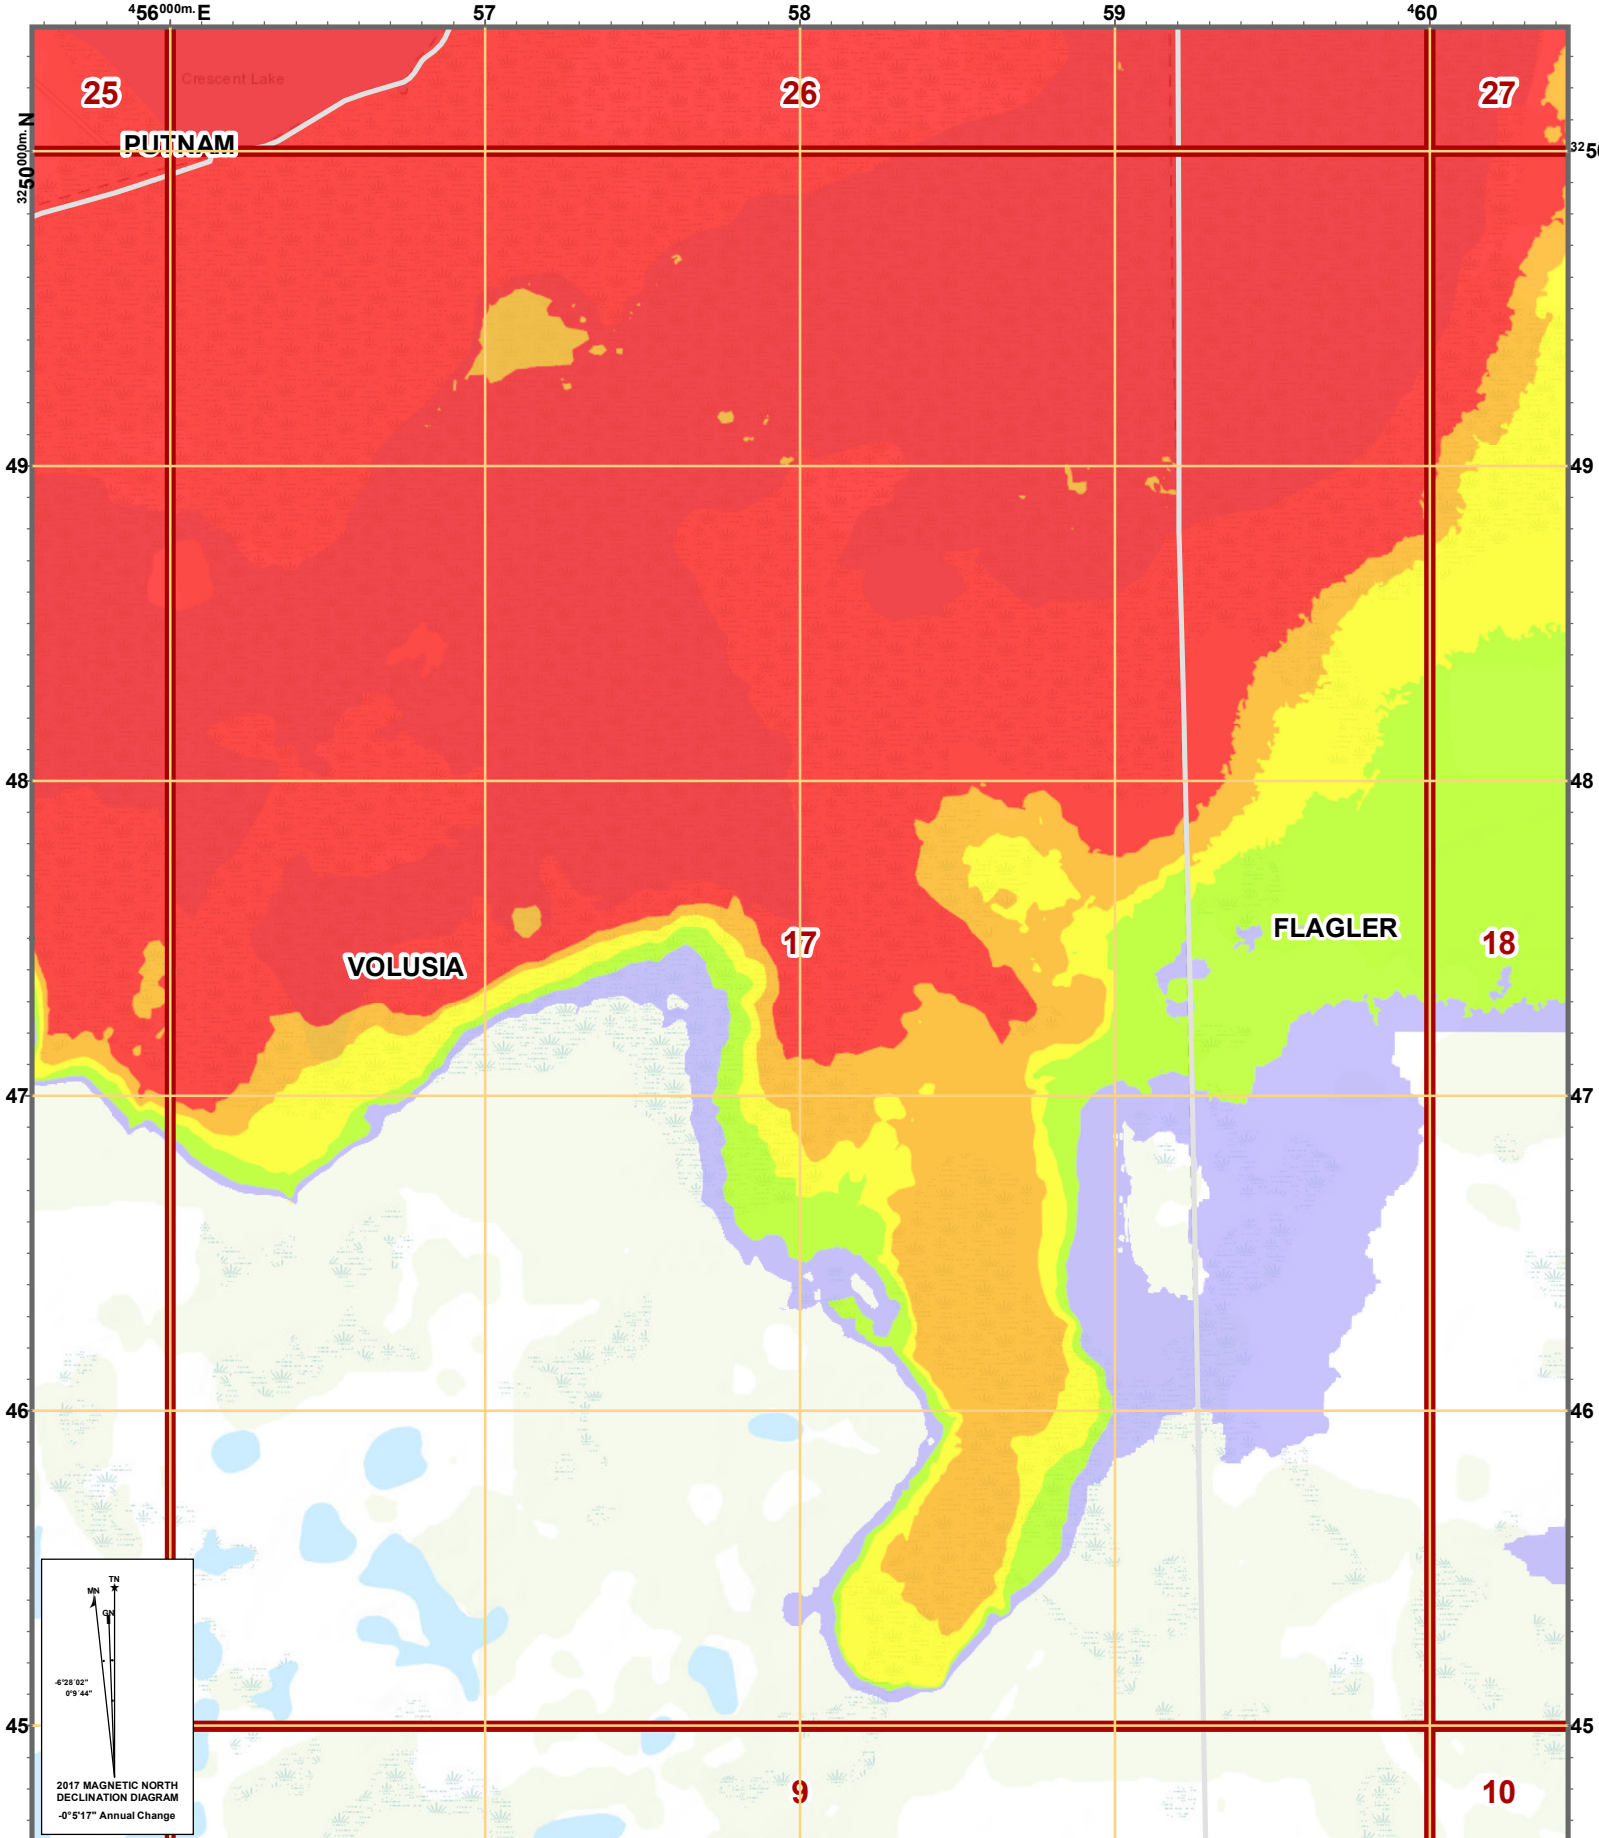 ⁴56⁰⁰⁰ᵐ· E 57 58 59 ⁴60
Crescent Lake
25 26 27
PUTNAM
³²50⁰⁰⁰ᵐ· N
³²50
49 49
48 48
FLAGLER
17 18
VOLUSIA
47 47
46 46
TN
MN
GN
-6°28´02"
0°9´44"
45 45
2017 MAGNETIC NORTH
DECLINATION DIAGRAM
-0°5'17" Annual Change
9 10